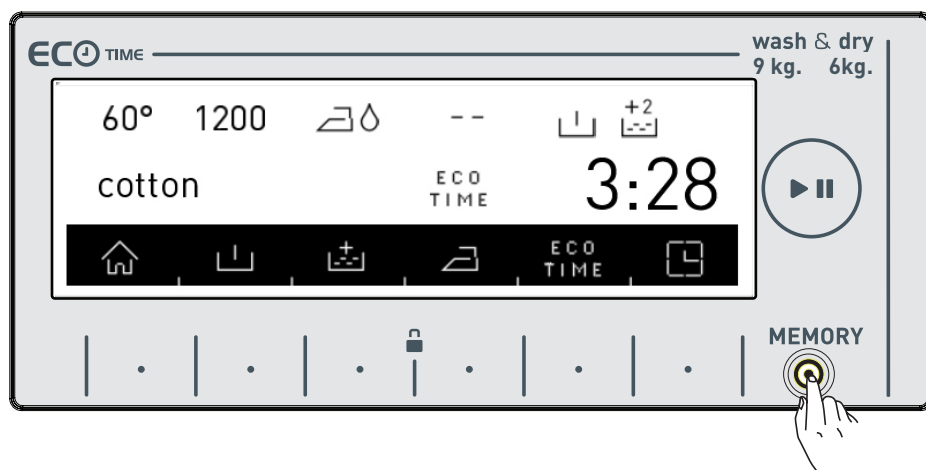 ECO TIME
wash & dry
9 kg. 6kg.
60° 1200 -- +2
cotton ECO TIME 3:28
ECO TIME
MEMORY